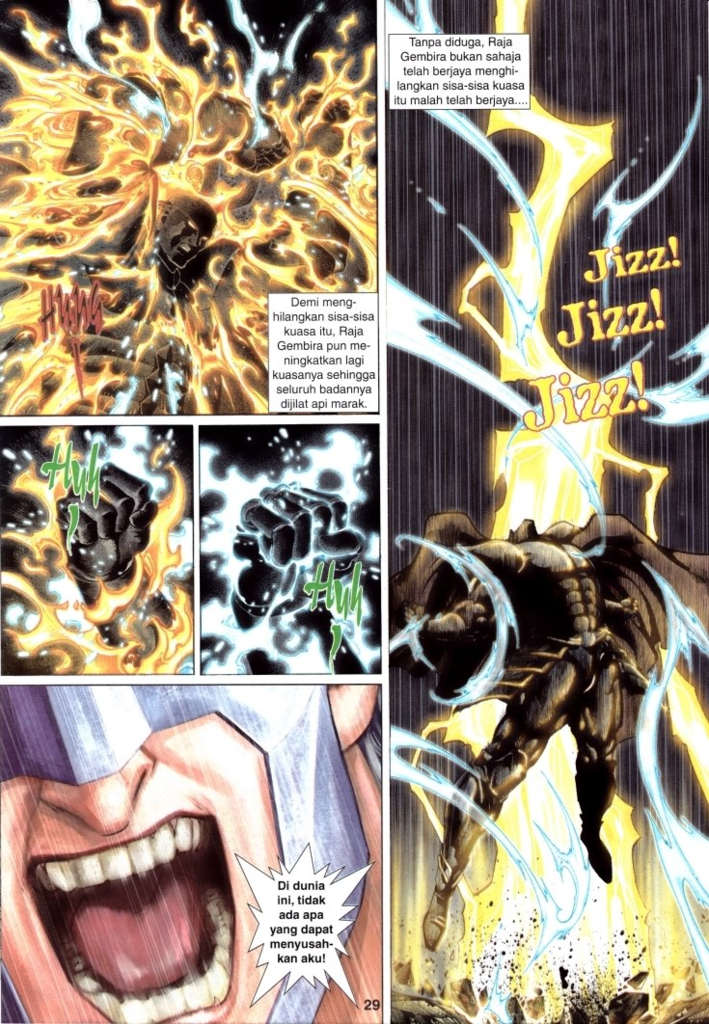 HUNG
Demi meng-
hilangkan sisa-sisa
kuasa itu, Raja
Gembira pun me-
ningkatkan lagi
kuasanya sehingga
seluruh badannya
dijilat api marak.
Huh
Huh
!
Di dunia
ini, tidak
ada apa
yang dapat
menyusah-
kan aku!
Tanpa diduga, Raja
Gembira bukan sahaja
telah berjaya menghi-
langkan sisa-sisa kuasa
itu malah telah berjaya....
Jizz!
Jizz!
Jizz!
29